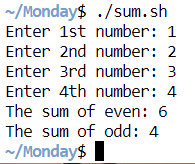 ~/Monday$ ./sum.sh
Enter 1st number: 1
Enter 2nd number: 2
Enter 3rd number: 3
Enter 4th number: 4
The sum of even: 6
The sum of odd: 4
~/Monday$